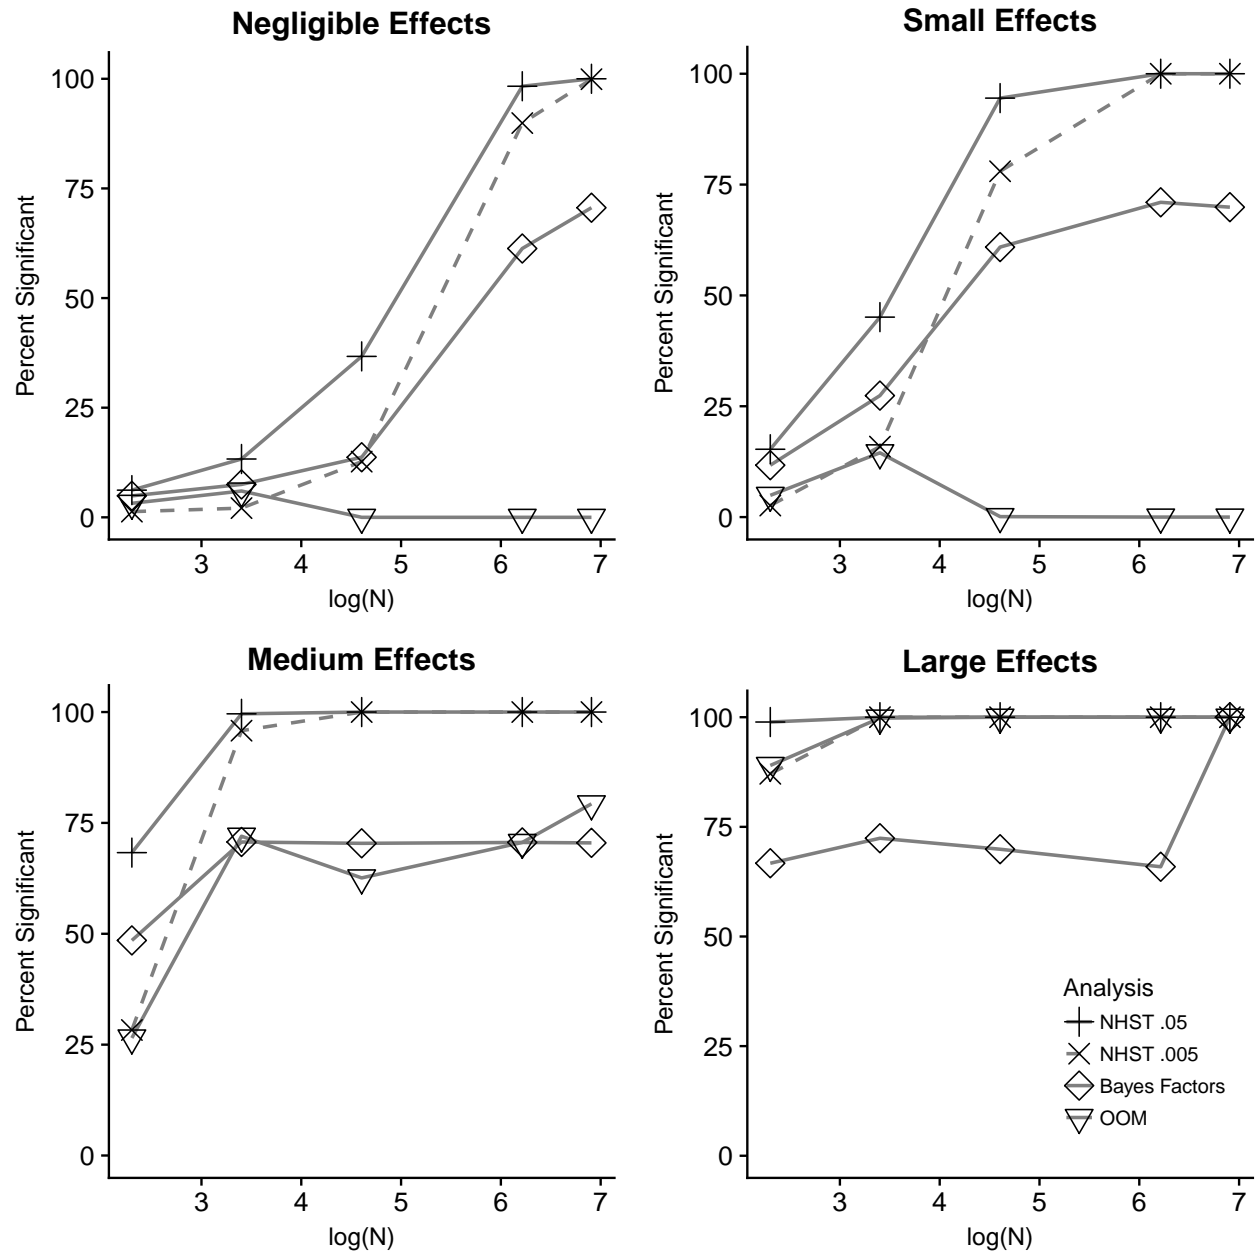 Negligible Effects
Percent Significant
100
75
50
25
0
3 4 5 6 7
log(N)
Small Effects
Percent Significant
100
75
50
25
0
3 4 5 6 7
log(N)
Medium Effects
Percent Significant
100
75
50
25
0
3 4 5 6 7
log(N)
Large Effects
Percent Significant
100
75
50
25
0
3 4 5 6 7
log(N)
Analysis
NHST .05
NHST .005
Bayes Factors
OOM